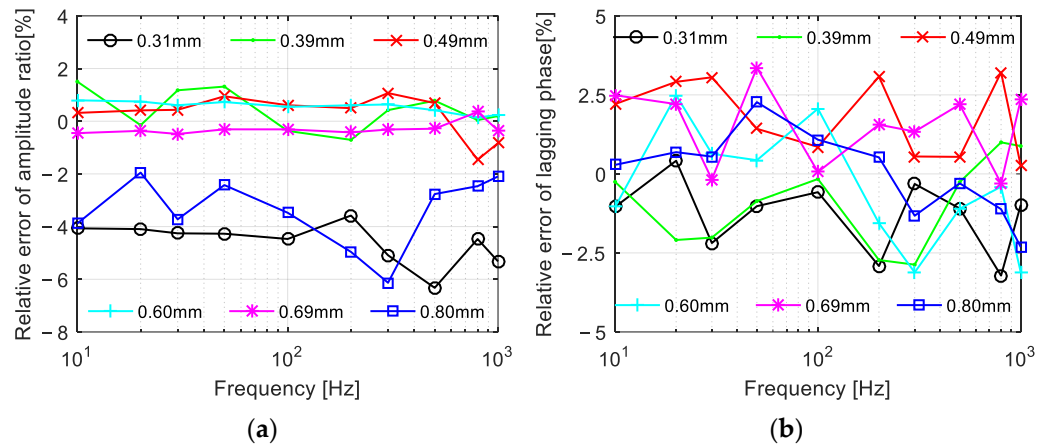 Relative error of amplitude ratio[%]
4
2
0
−2
−4
−6
−8
0.31mm 0.39mm 0.49mm
0.60mm 0.69mm 0.80mm
10^1 10^2 10^3
Frequency [Hz]
(a)
Relative error of lagging phase[%]
5
2.5
0
−2.5
−5
0.31mm 0.39mm 0.49mm
0.60mm 0.69mm 0.80mm
10^1 10^2 10^3
Frequency [Hz]
(b)